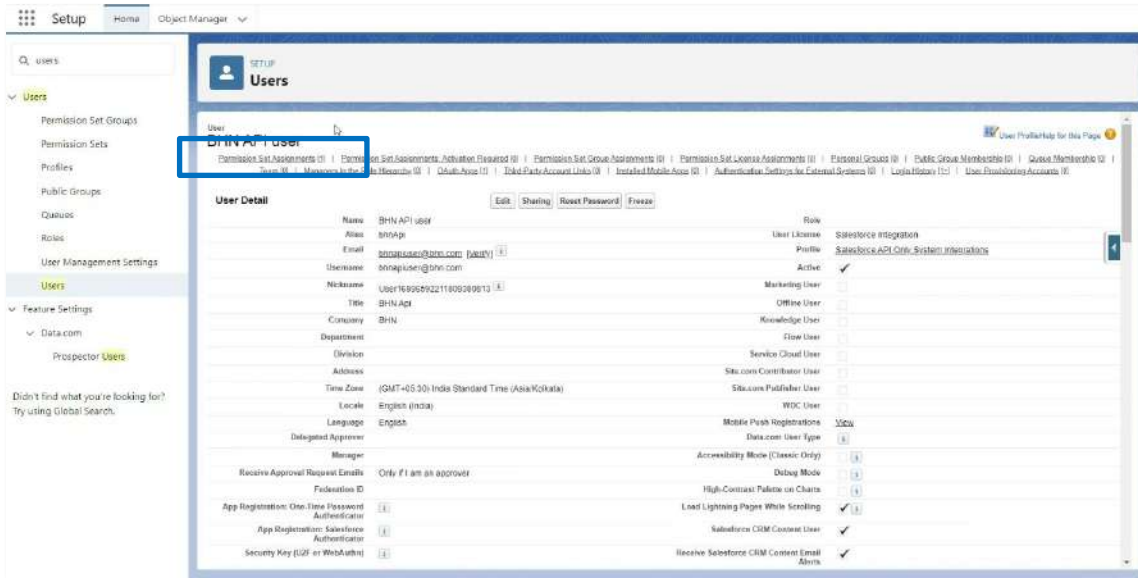 Setup
Home
Object Manager
users
Users
Permission Set Groups
Permission Sets
Profiles
Public Groups
Queues
Roles
User Management Settings
Users
Feature Settings
Data.com
Prospector Users
Didn't find what you're looking for?
Try using Global Search.
SETUP
Users
User
BHN API user
User Profile Help for this Page
Permission Set Assignments [1] | Permission Set Assignments: Activation Required [0] | Permission Set Group Assignments [0] | Permission Set License Assignments [0] | Personal Groups [0] | Public Group Membership [0] | Queue Membership [0] |
Team [0] | Managers in the Role Hierarchy [0] | OAuth Apps [1] | Third-Party Account Links [0] | Installed Mobile Apps [0] | Authentication Settings for External Systems [0] | Login History [1+] | User Provisioning Accounts [0]
User Detail
Edit Sharing Reset Password Freeze
Name BHN API user
Alias bhnApi
Email bhnapiuser@bhn.com [Verify]
Username bhnapiuser@bhn.com
Nickname
Title BHN Api
Company BHN
Department
Division
Address
Time Zone (GMT+05:30) India Standard Time (Asia/Kolkata)
Locale English (India)
Language English
Delegated Approver
Manager
Receive Approval Request Emails Only if I am an approver
Federation ID
App Registration: One-Time Password Authenticator
App Registration: Salesforce Authenticator
Security Key (U2F or WebAuthn)
Role
User License Salesforce Integration
Profile Salesforce API Only System Integrations
Active
Marketing User
Offline User
Knowledge User
Flow User
Service Cloud User
Site.com Contributor User
Site.com Publisher User
WDC User
Mobile Push Registrations View
Data.com User Type
Accessibility Mode (Classic Only)
Debug Mode
High-Contrast Palette on Charts
Load Lightning Pages While Scrolling
Salesforce CRM Content User
Receive Salesforce CRM Content Email Alerts